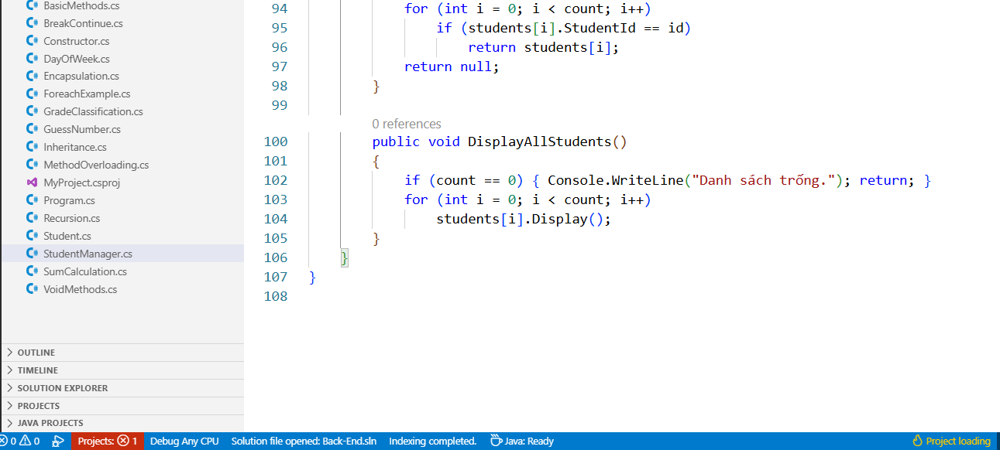 BasicMethods.cs
BreakContinue.cs
Constructor.cs
DayOfWeek.cs
Encapsulation.cs
ForeachExample.cs
GradeClassification.cs
GuessNumber.cs
Inheritance.cs
MethodOverloading.cs
MyProject.csproj
Program.cs
Recursion.cs
Student.cs
StudentManager.cs
SumCalculation.cs
VoidMethods.cs
OUTLINE
TIMELINE
SOLUTION EXPLORER
PROJECTS
JAVA PROJECTS
94 for (int i = 0; i < count; i++)
95 if (students[i].StudentId == id)
96 return students[i];
97 return null;
98 }
99
0 references
100 public void DisplayAllStudents()
101 {
102 if (count == 0) { Console.WriteLine("Danh sách trống."); return; }
103 for (int i = 0; i < count; i++)
104 students[i].Display();
105 }
106 }
107 }
108
0 0 Projects: 1 Debug Any CPU Solution file opened: Back-End.sln Indexing completed. Java: Ready Project loading